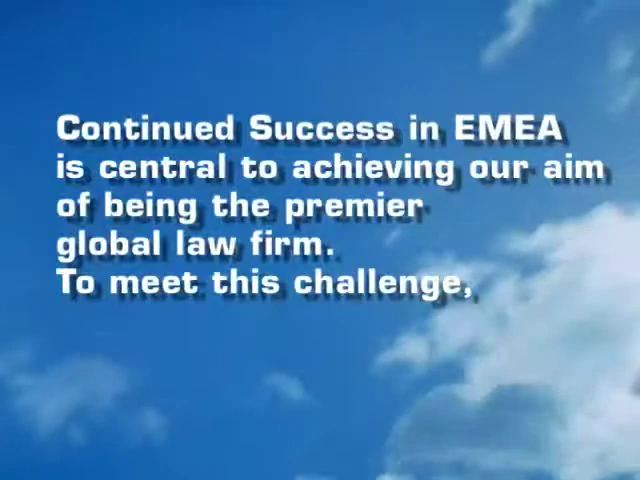 Continued Success in EMEA
is central to achieving our aim
of being the premier
global law firm.
To meet this challenge,